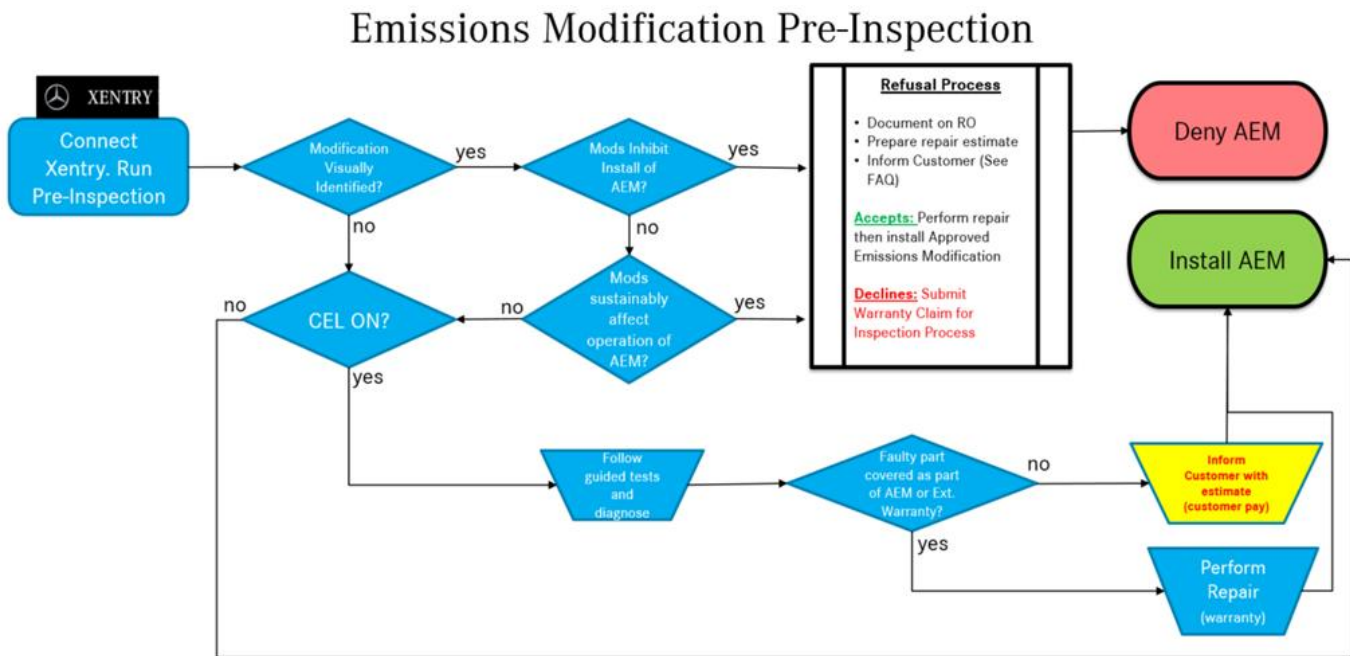 Emissions Modification Pre-Inspection
XENTRY
Connect
Xentry. Run
Pre-Inspection
Modification
Visually
Identified?
yes
no
Mods Inhibit
Install of
AEM?
yes
no
Mods
sustainably
affect
operation of
AEM?
yes
no
CEL ON?
no
yes
Refusal Process
• Document on RO
• Prepare repair estimate
• Inform Customer (See
FAQ)
Accepts: Perform repair
then install Approved
Emissions Modification
Declines: Submit
Warranty Claim for
Inspection Process
Deny AEM
Install AEM
Follow
guided tests
and
diagnose
Faulty part
covered as part
of AEM or Ext.
Warranty?
no
yes
Inform
Customer with
estimate
(customer pay)
Perform
Repair
(warranty)